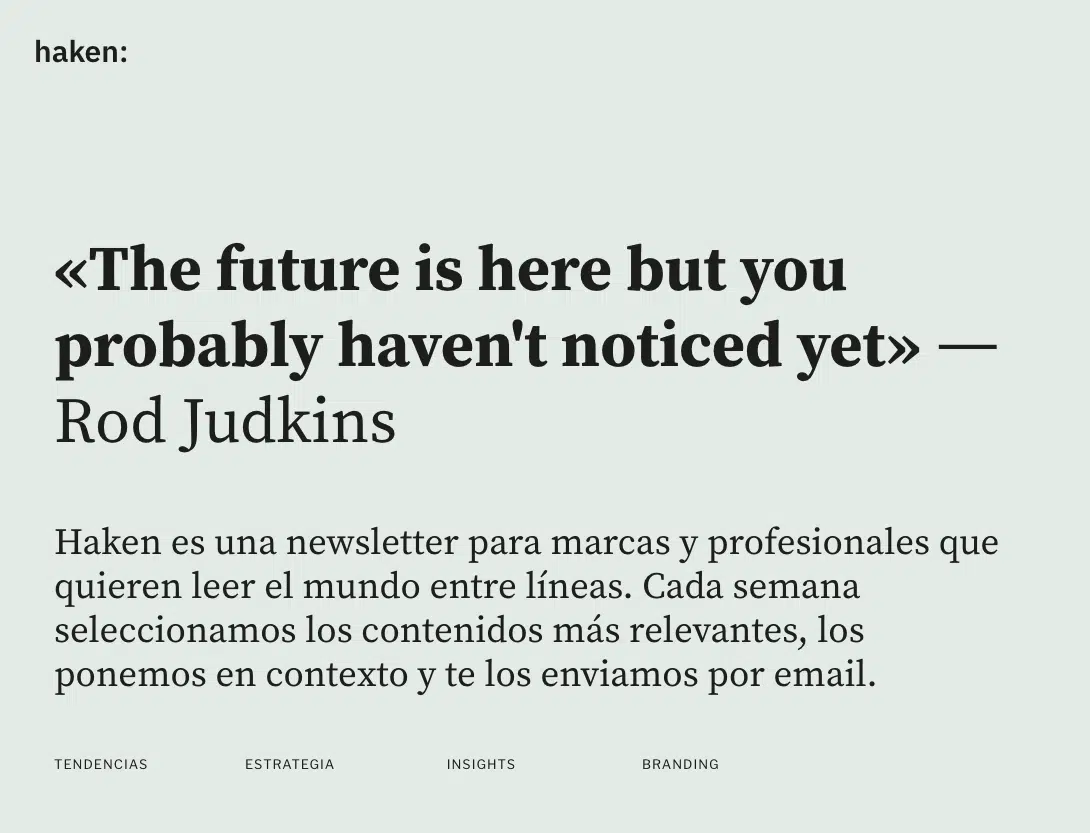 haken:
«The future is here but you
probably haven't noticed yet» —
Rod Judkins
Haken es una newsletter para marcas y profesionales que
quieren leer el mundo entre líneas. Cada semana
seleccionamos los contenidos más relevantes, los
ponemos en contexto y te los enviamos por email.
TENDENCIAS ESTRATEGIA INSIGHTS BRANDING